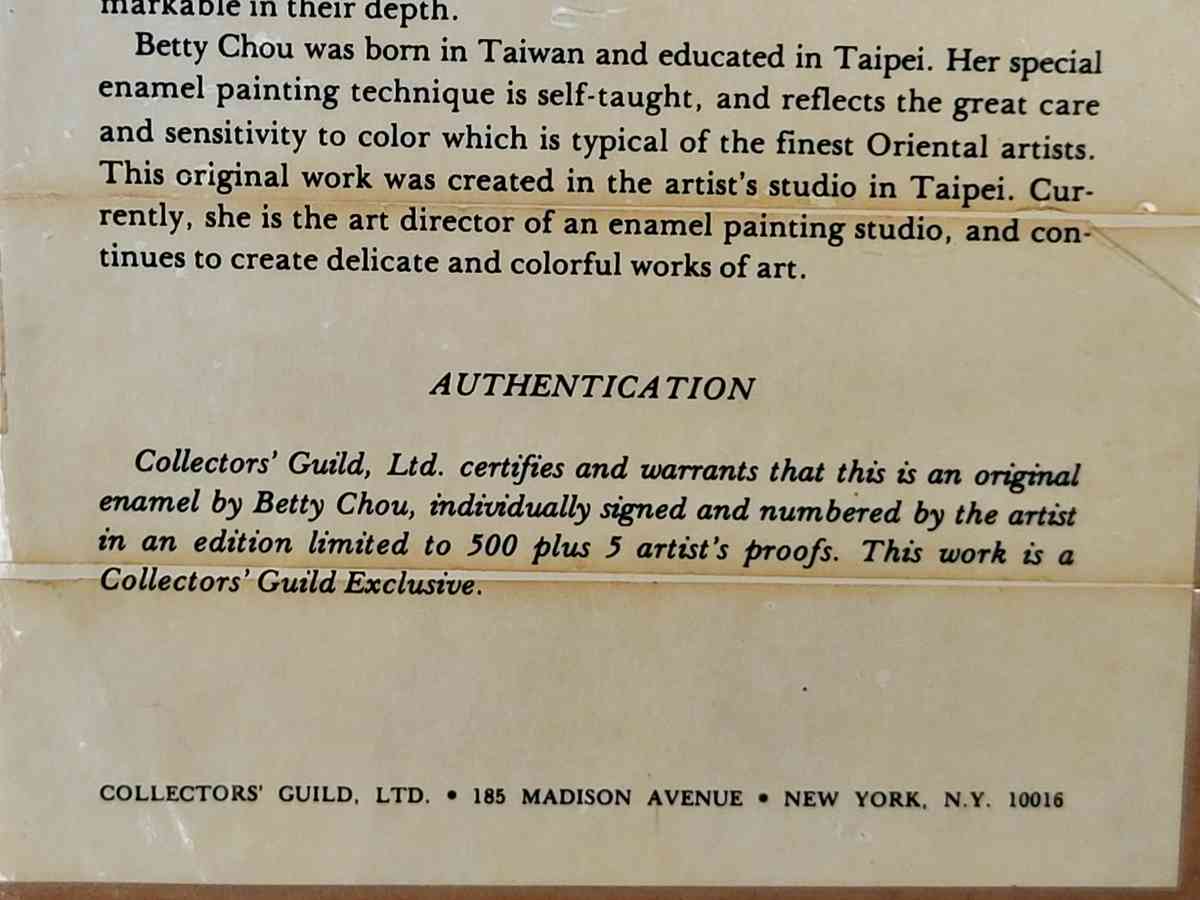 markable in their depth.
Betty Chou was born in Taiwan and educated in Taipei. Her special
enamel painting technique is self-taught, and reflects the great care
and sensitivity to color which is typical of the finest Oriental artists.
This original work was created in the artist's studio in Taipei. Cur-
rently, she is the art director of an enamel painting studio, and con-
tinues to create delicate and colorful works of art.
AUTHENTICATION
Collectors' Guild, Ltd. certifies and warrants that this is an original
enamel by Betty Chou, individually signed and numbered by the artist
in an edition limited to 500 plus 5 artist's proofs. This work is a
Collectors' Guild Exclusive.
COLLECTORS' GUILD, LTD. • 185 MADISON AVENUE • NEW YORK, N.Y. 10016